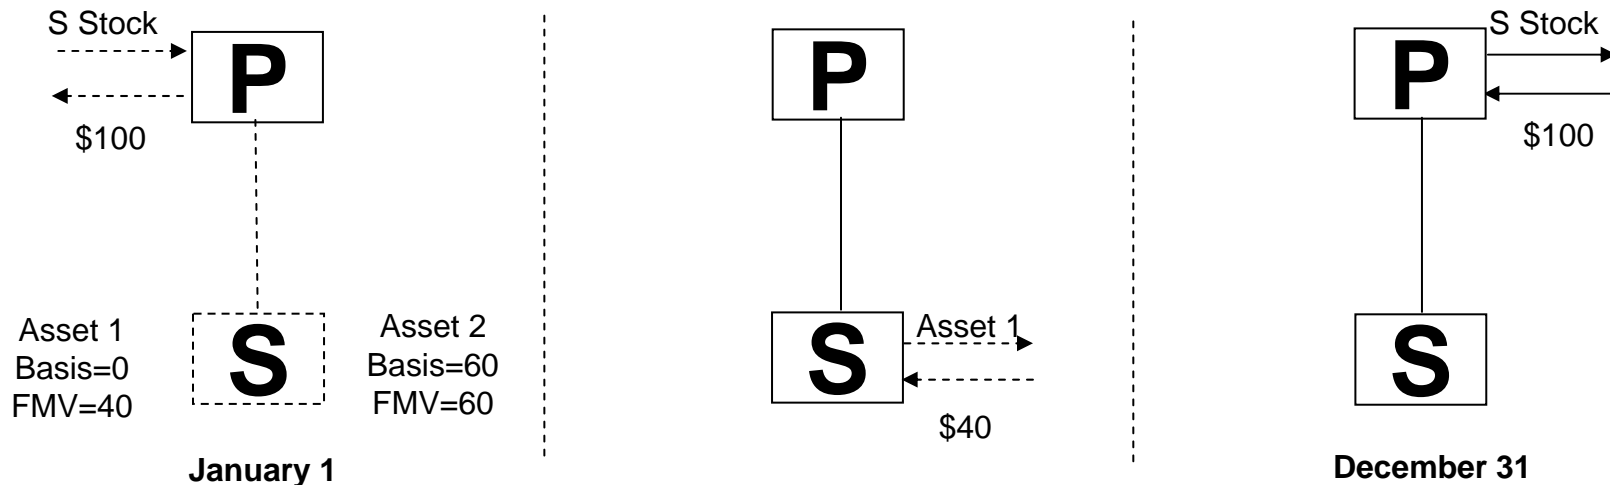 S Stock
P
$100
Asset 1
Basis=0
FMV=40
S
Asset 2
Basis=60
FMV=60
January 1
P
S
Asset 1
$40
P
S Stock
$100
S
December 31